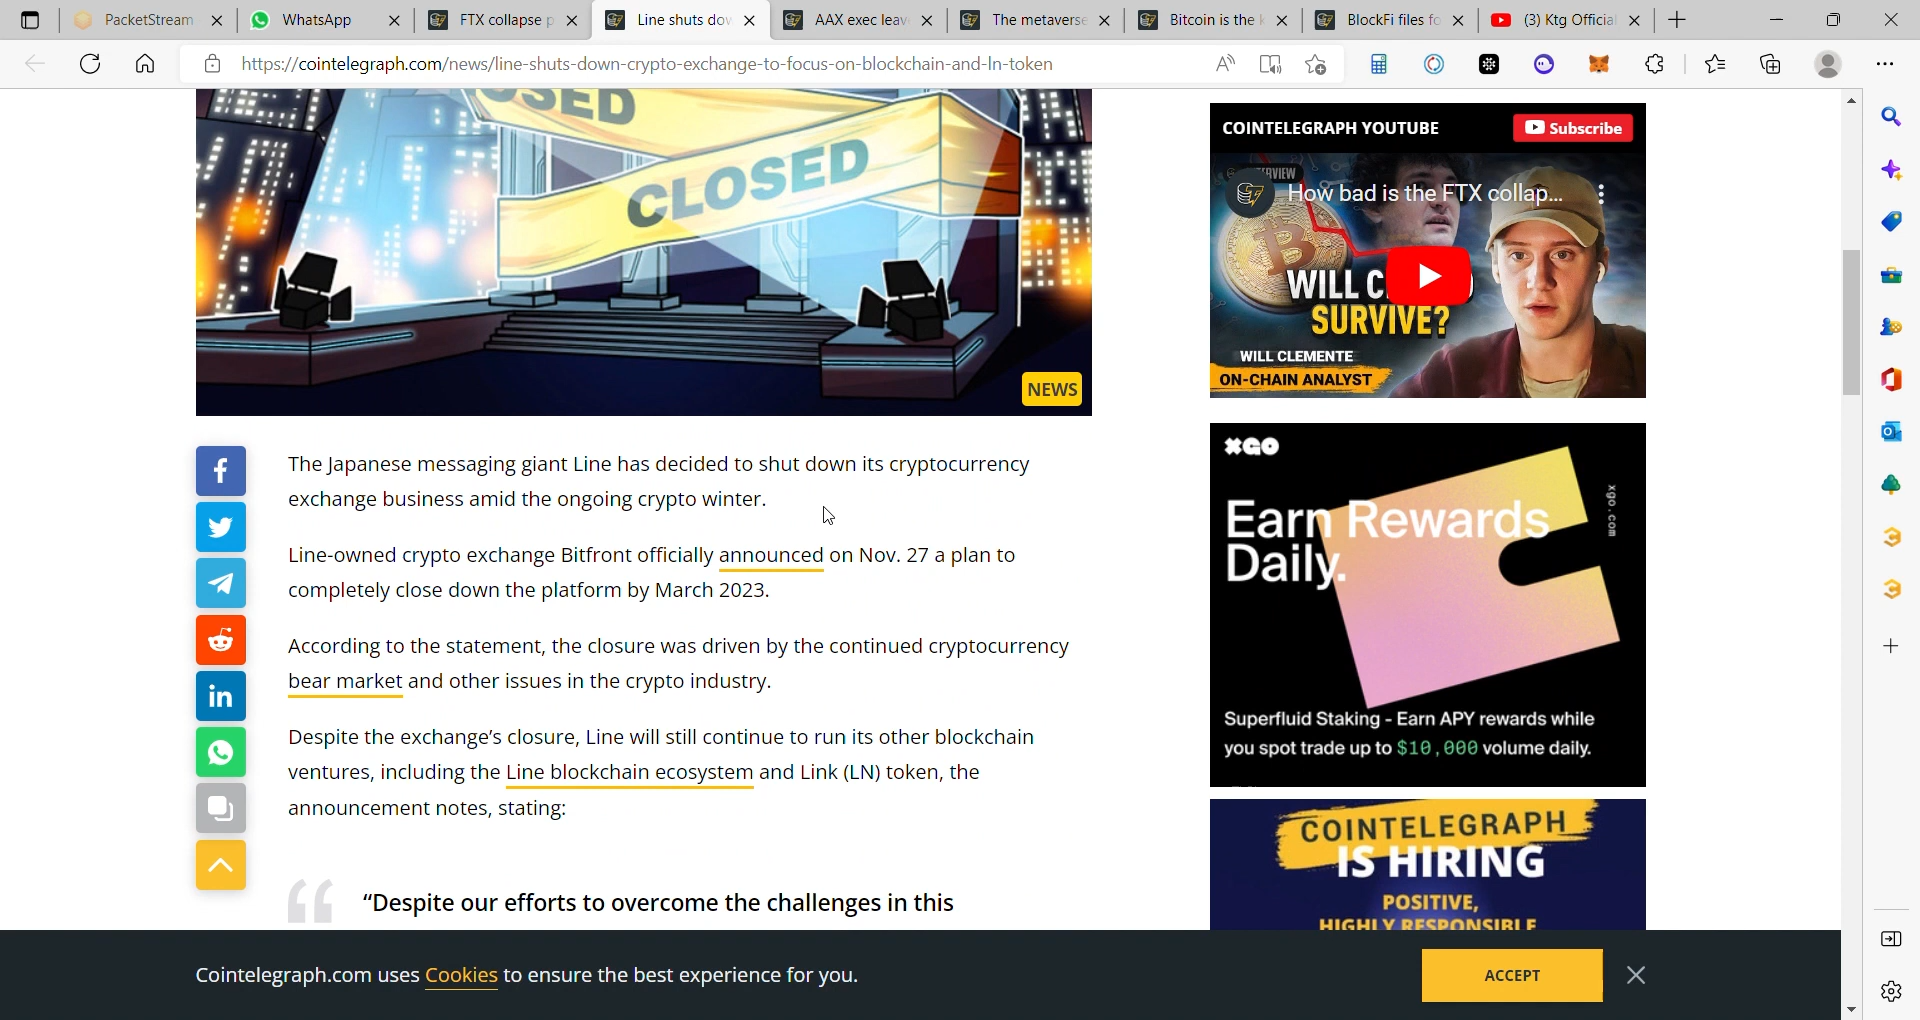 PacketStream
WhatsApp
FTX collapse p
Line shuts dov
AAX exec leav
The metaverse
Bitcoin is the k
BlockFi files fo
(3) Ktg Official
https://cointelegraph.com/news/line-shuts-down-crypto-exchange-to-focus-on-blockchain-and-ln-token
CLOSED
NEWS
The Japanese messaging giant Line has decided to shut down its cryptocurrency
exchange business amid the ongoing crypto winter.
Line-owned crypto exchange Bitfront officially announced on Nov. 27 a plan to
completely close down the platform by March 2023.
According to the statement, the closure was driven by the continued cryptocurrency
bear market and other issues in the crypto industry.
Despite the exchange’s closure, Line will still continue to run its other blockchain
ventures, including the Line blockchain ecosystem and Link (LN) token, the
announcement notes, stating:
“Despite our efforts to overcome the challenges in this
COINTELEGRAPH YOUTUBE
Subscribe
How bad is the FTX collap...
WILL C
SURVIVE?
WILL CLEMENTE
ON-CHAIN ANALYST
XGO
Earn Rewards
Daily.
xgo.com
Superfluid Staking - Earn APY rewards while
you spot trade up to $10,000 volume daily.
COINTELEGRAPH
IS HIRING
POSITIVE,
HIGHLY RESPONSIBLE
Cointelegraph.com uses Cookies to ensure the best experience for you.
ACCEPT